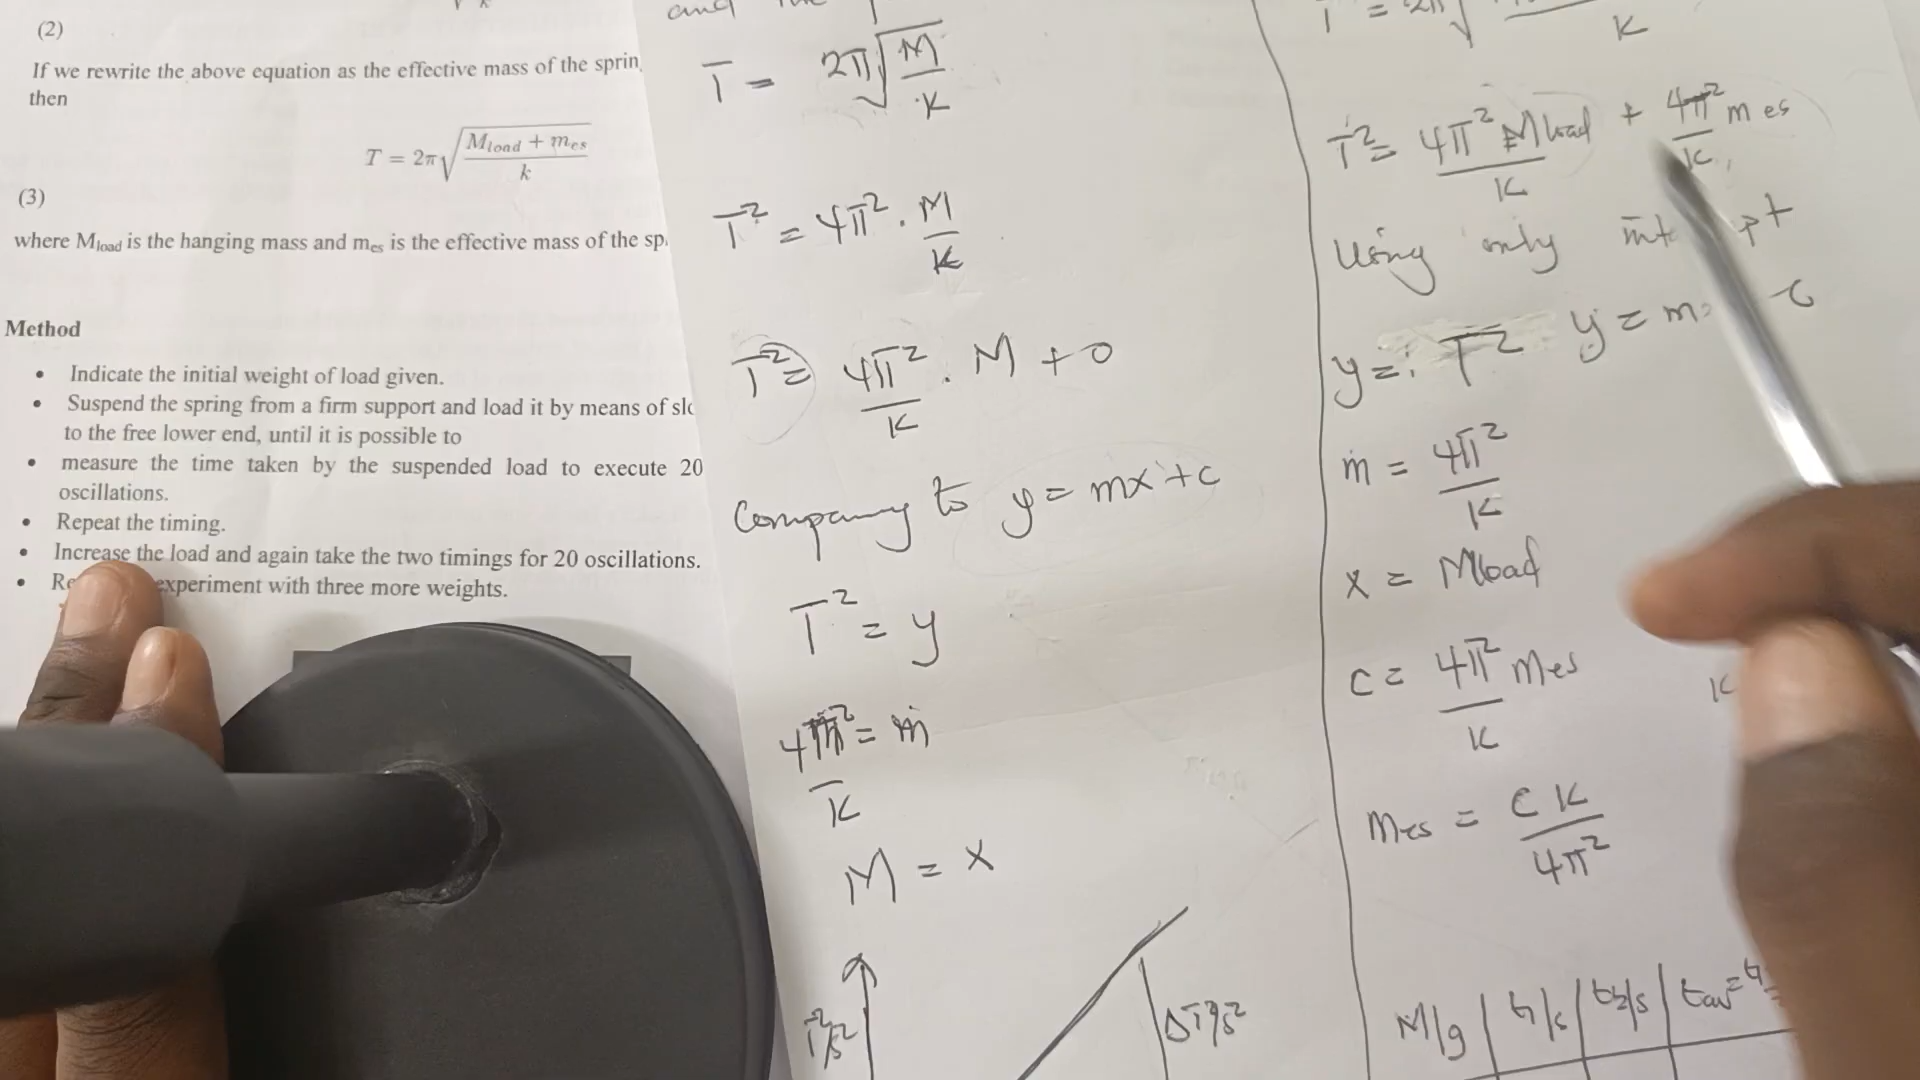 (2)
If we rewrite the above equation as the effective mass of the
then
T = 2π√(M_load + m_es / k)
(3)
where M_load is the hanging mass and m_es is the effective mass of the
Method
• Indicate the initial weight of load given.
• Suspend the spring from a firm support and load it by means of
to the free lower end, until it is possible to
• measure the time taken by the suspended load to execute 20
oscillations.
• Repeat the timing.
• Increase the load and again take the two timings for 20 oscillations.
• experiment with three more weights.
and
T = 2π√(M / k)
T² = 4π² . M / K
T² = 4π² / K . M + 0
Comparing to y = mx + c
T² = y
4π² / K = m
M = x
T²/s²
ΔT²/s²
T = 2π√ K
T² = 4π² Mload / K + 4π² / K mes
Using only
y = T² y = m c
m = 4π² / K
x = Mload
c = 4π² / K Mes
K
Mes = C K / 4π²
M/g | t₁/s | t₂/s | tav =